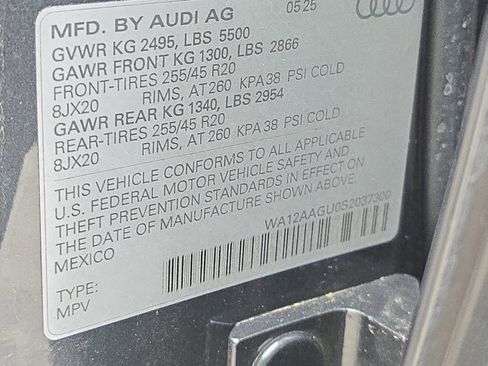 MFD. BY AUDI AG 05 25
GVWR KG 2495, LBS 5500
GAWR FRONT KG 1300, LBS 2866
FRONT-TIRES 255/45 R20
8JX20 RIMS, AT 260 KPA 38 PSI COLD
GAWR REAR KG 1340, LBS 2954
REAR-TIRES 255/45 R20
8JX20 RIMS, AT 260 KPA 38 PSI COLD
THIS VEHICLE CONFORMS TO ALL APPLICABLE
U.S. FEDERAL MOTOR VEHICLE SAFETY AND
THEFT PREVENTION STANDARDS IN EFFECT ON
THE DATE OF MANUFACTURE SHOWN ABOVE
MEXICO WA12AAGU0S2037300
TYPE:
MPV